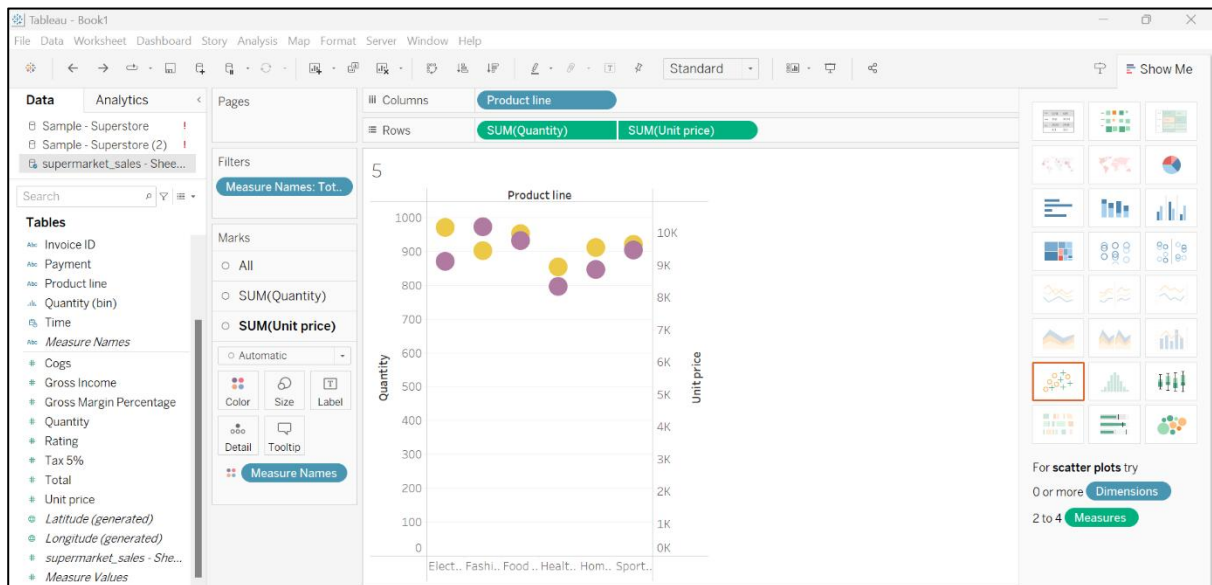 Tableau - Book1
File Data Worksheet Dashboard Story Analysis Map Format Server Window Help
Standard
Show Me
Data Analytics
Sample - Superstore !
Sample - Superstore (2) !
supermarket_sales - Shee...
Search
Tables
Abc Invoice ID
Abc Payment
Abc Product line
Quantity (bin)
Time
Abc Measure Names
# Cogs
# Gross Income
# Gross Margin Percentage
# Quantity
# Rating
# Tax 5%
# Total
# Unit price
Latitude (generated)
Longitude (generated)
# supermarket_sales - She...
# Measure Values
Pages
Filters
Measure Names: Tot..
Marks
All
SUM(Quantity)
SUM(Unit price)
Automatic
Color Size Label
Detail Tooltip
Measure Names
Columns Product line
Rows SUM(Quantity) SUM(Unit price)
5
Product line
Quantity
1000
900
800
700
600
500
400
300
200
100
0
10K
9K
8K
7K
6K
5K
4K
3K
2K
1K
0K
Unit price
Elect.. Fashi.. Food .. Healt.. Hom.. Sport..
For scatter plots try
0 or more Dimensions
2 to 4 Measures